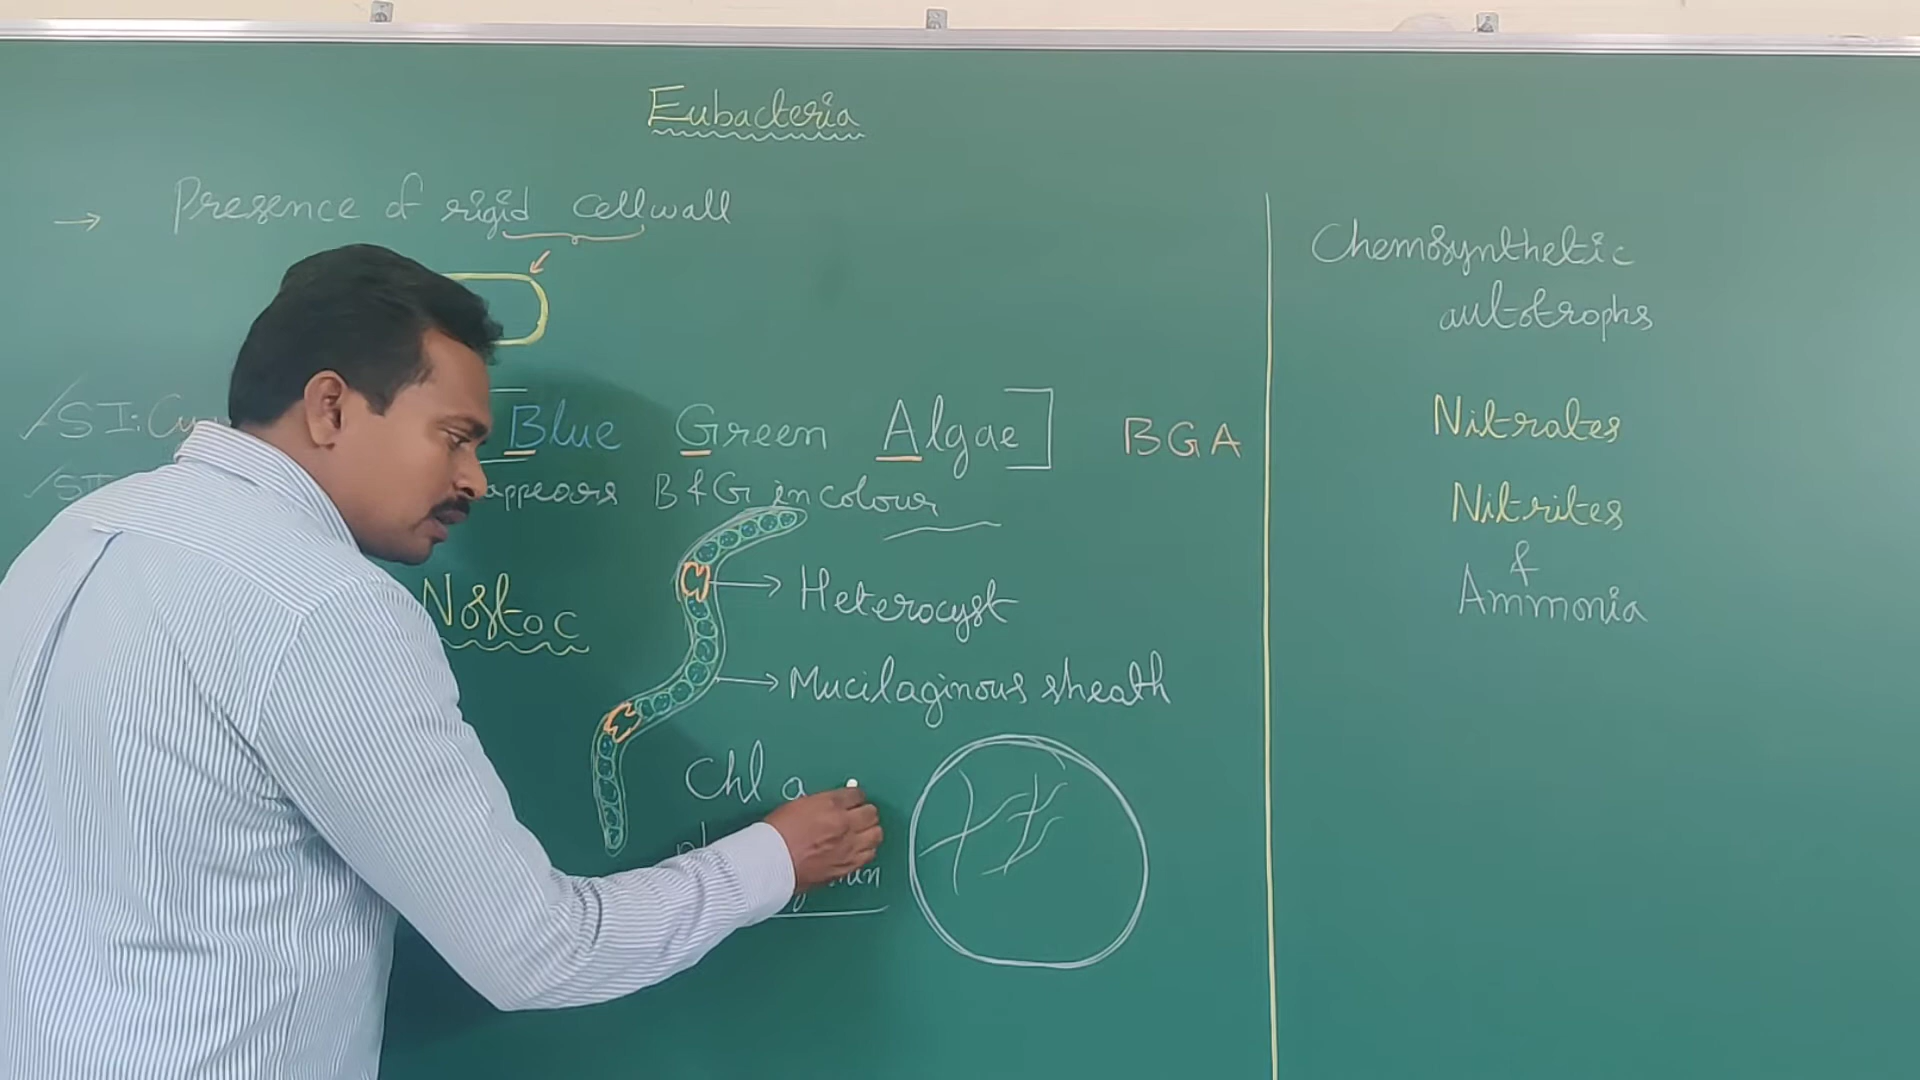 Eubacteria
→ Presence of rigid cellwall
SI: [Blue Green Algae] BGA
appears B & G in colour
Nostoc
→ Heterocyst
→ Mucilaginous sheath
Chl a
Chemosynthetic
autotrophs
Nitrates
Nitrites
&
Ammonia